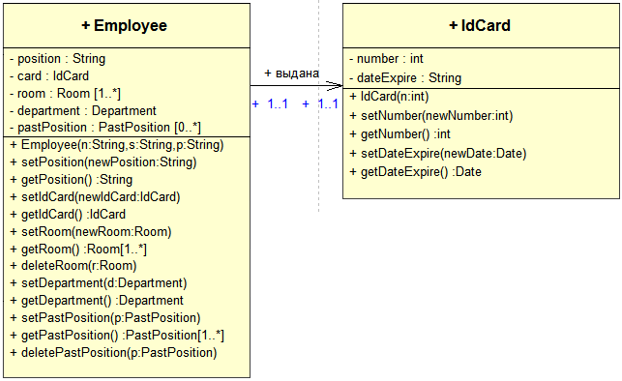 + Employee
- position : String
- card : IdCard
- room : Room [1..*]
- department : Department
- pastPosition : PastPosition [0..*]
+ Employee(n:String,s:String,p:String)
+ setPosition(newPosition:String)
+ getPosition() :String
+ setIdCard(newIdCard:IdCard)
+ getIdCard() :IdCard
+ setRoom(newRoom:Room)
+ getRoom() :Room[1..*]
+ deleteRoom(r:Room)
+ setDepartment(d:Department)
+ getDepartment() :Department
+ setPastPosition(p:PastPosition)
+ getPastPosition() :PastPosition[1..*]
+ deletePastPosition(p:PastPosition)
+ выдана
+ 1..1 + 1..1
+ IdCard
- number : int
- dateExpire : String
+ IdCard(n:int)
+ setNumber(newNumber:int)
+ getNumber() :int
+ setDateExpire(newDate:Date)
+ getDateExpire() :Date